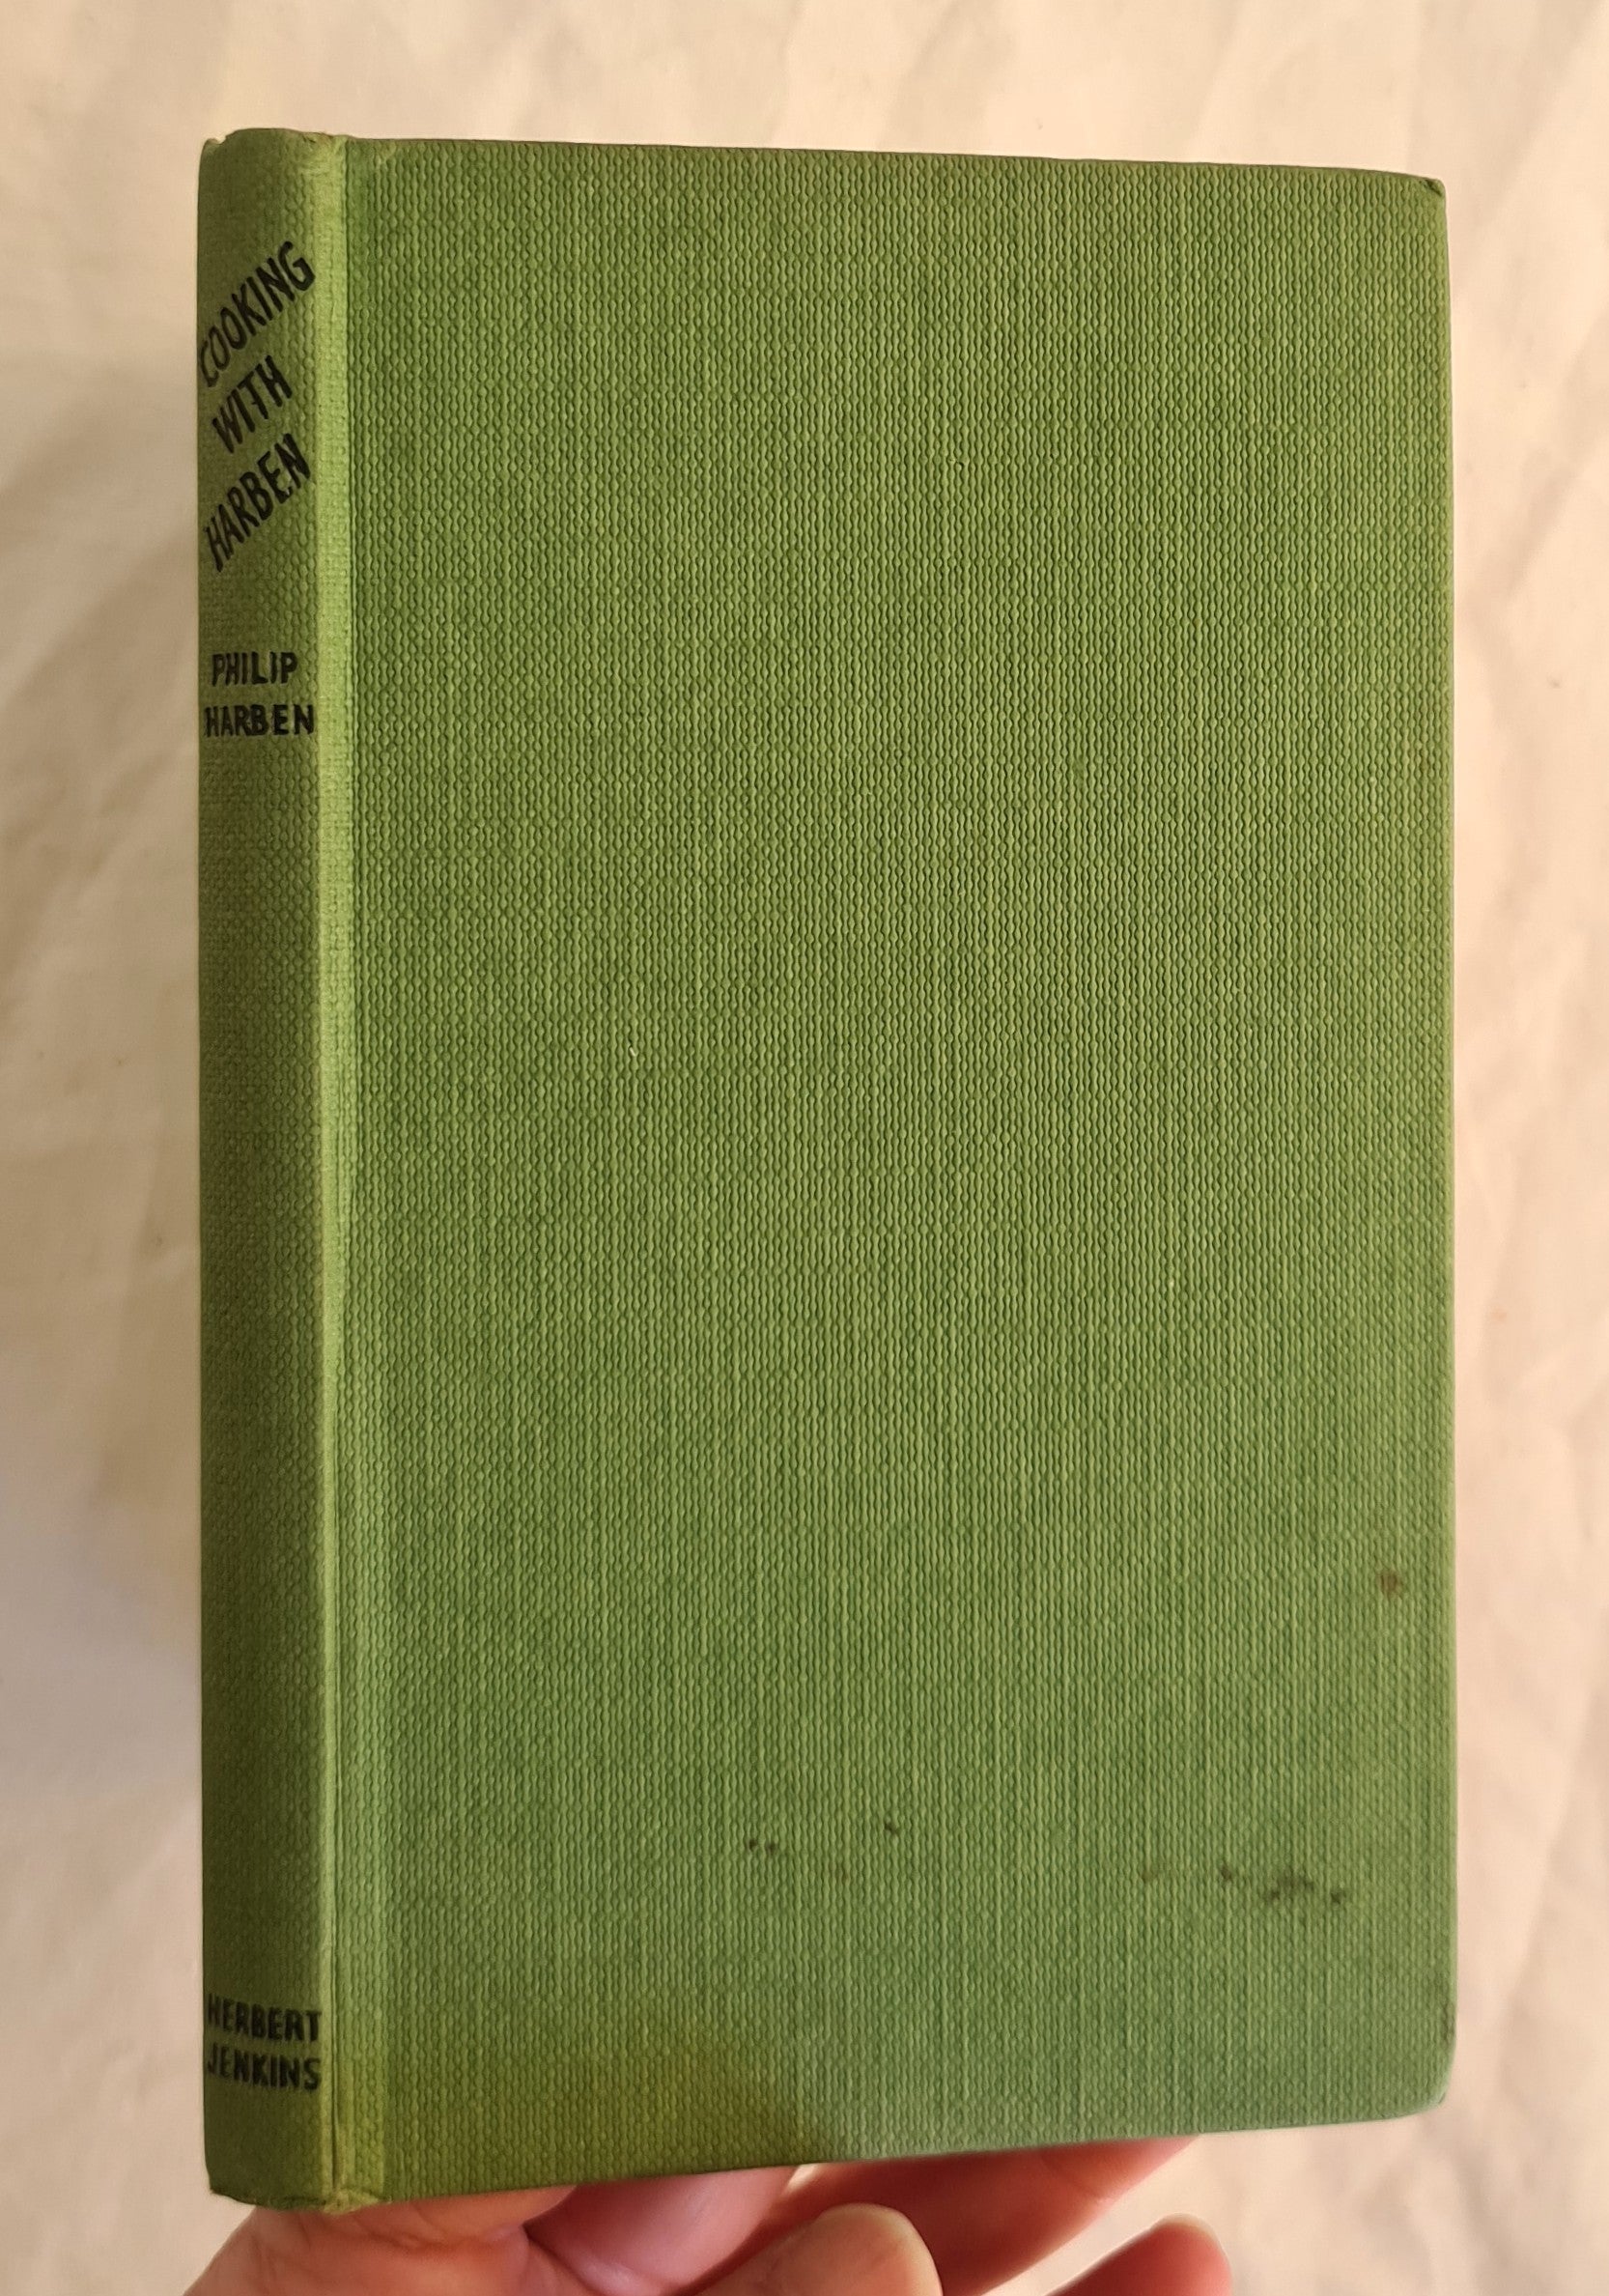 COOKING
WITH
HARBEN
PHILIP
HARBEN
HERBERT
JENKINS